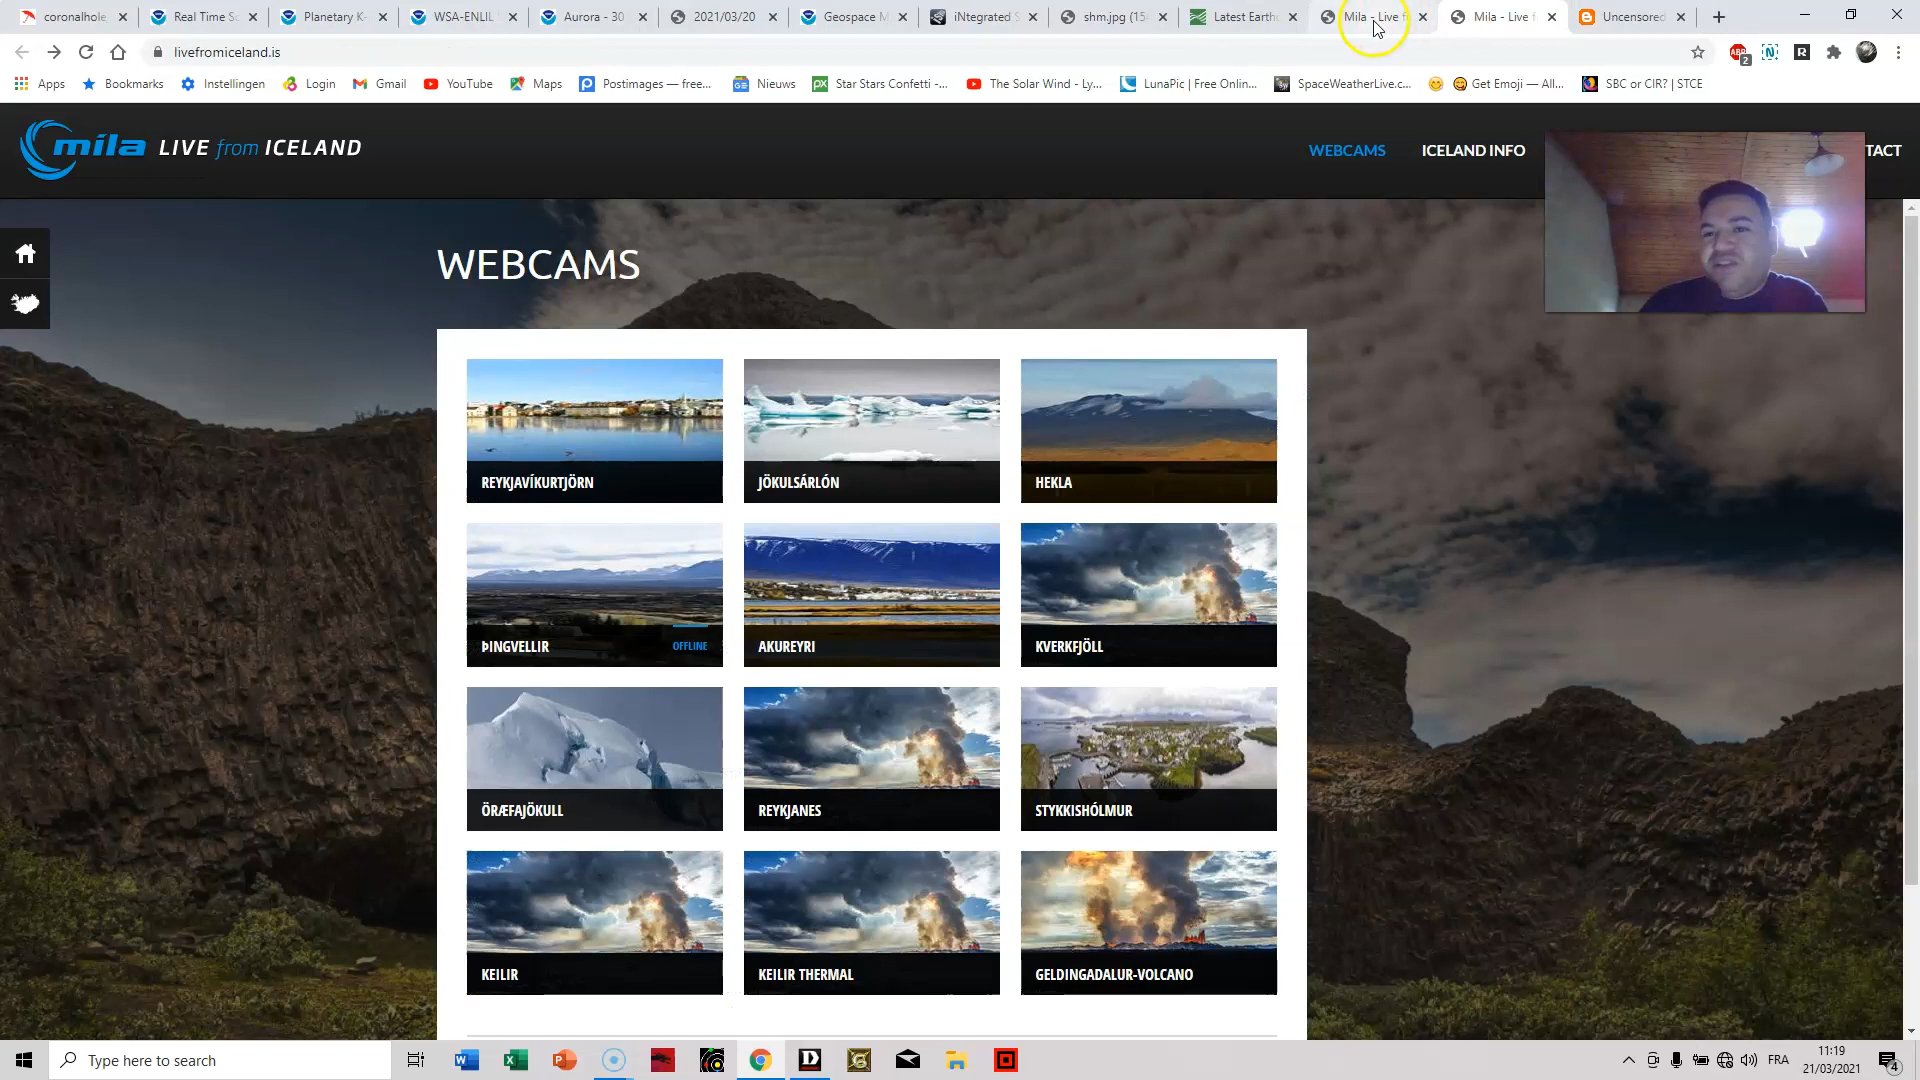 coronalhole
Real Time So
Planetary K-
WSA-ENLIL S
Aurora - 30
2021/03/20
Geospace M
iNtegrated S
shm.jpg (15
Latest Earth
Mila - Live f
Mila - Live f
Uncensored
livefromiceland.is
ABP
2
Apps
Bookmarks
Instellingen
Login
Gmail
YouTube
Maps
Postimages — free...
Nieuws
Star Stars Confetti -...
The Solar Wind - Ly...
LunaPic | Free Onlin...
SpaceWeatherLive.c...
Get Emoji — All...
SBC or CIR? | STCE
míla LIVE from ICELAND
WEBCAMS
ICELAND INFO
TACT
WEBCAMS
REYKJAVÍKURTJÖRN
JÖKULSÁRLÓN
HEKLA
ÞINGVELLIR
OFFLINE
AKUREYRI
KVERKFJÖLL
ÖRÆFAJÖKULL
REYKJANES
STYKKISHÓLMUR
KEILIR
KEILIR THERMAL
GELDINGADALUR-VOLCANO
Type here to search
FRA
11:19
21/03/2021
4